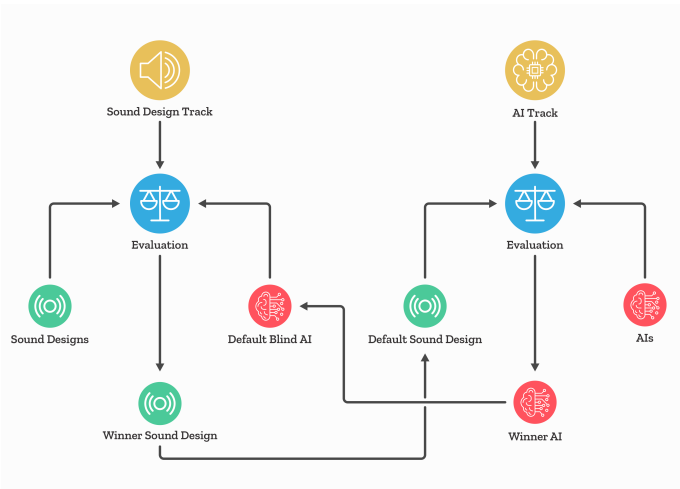 Sound Design Track
AI Track
Evaluation
Evaluation
Sound Designs
Default Blind AI
Default Sound Design
AIs
Winner Sound Design
Winner AI